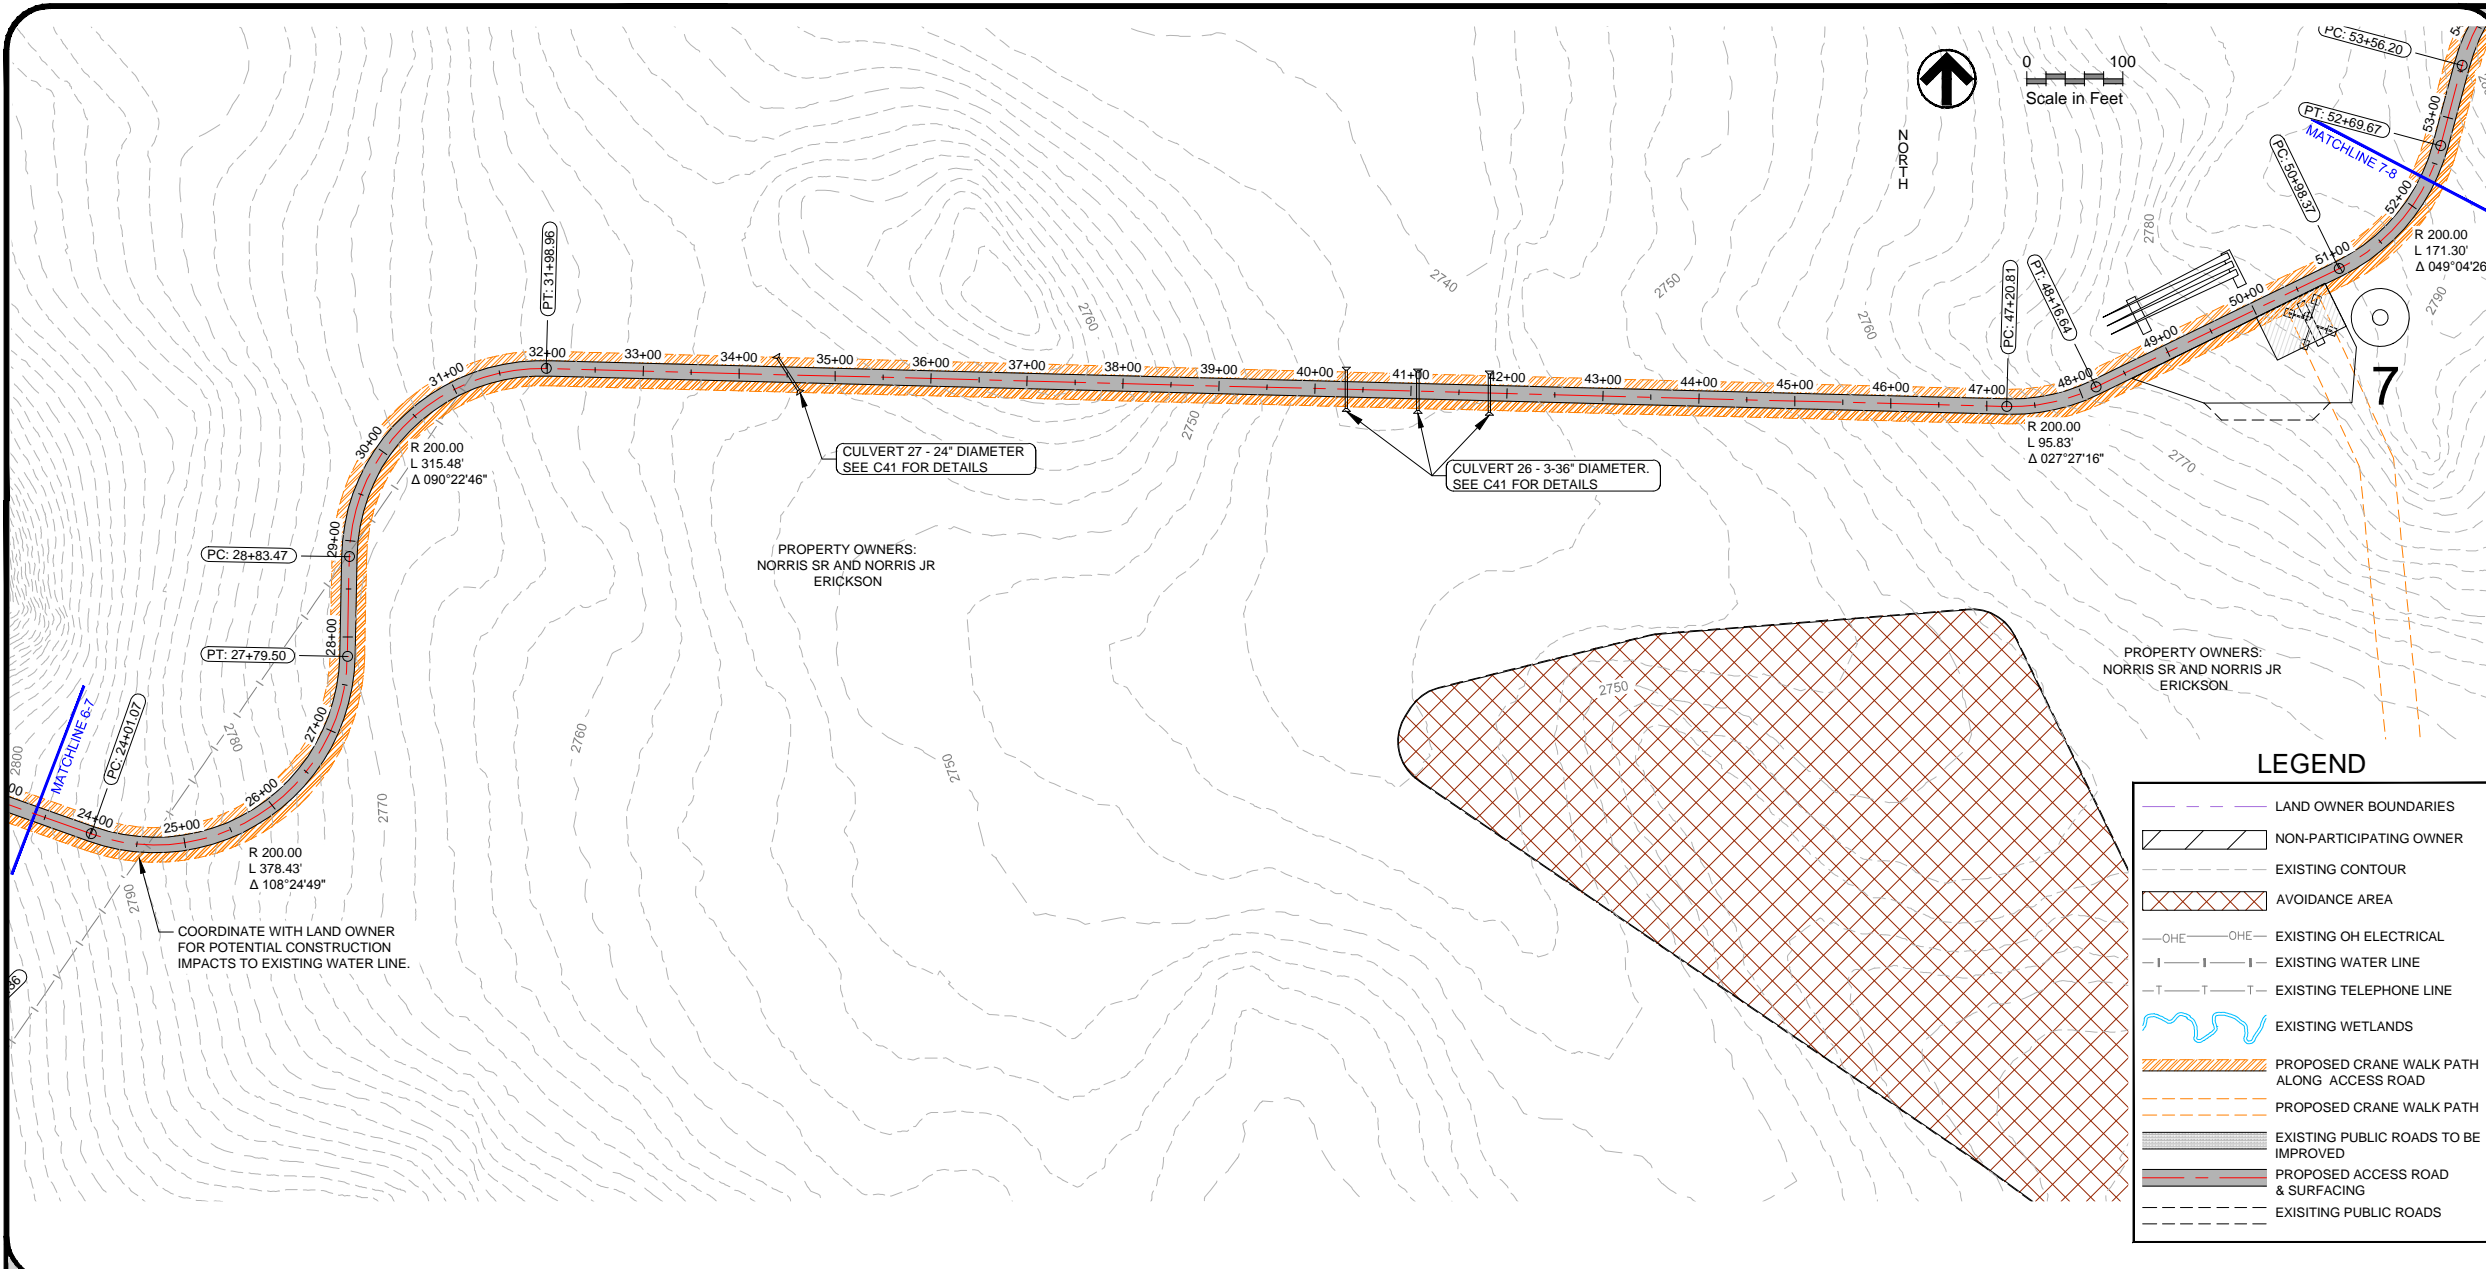 PC: 53+56.20
0 100
Scale in Feet
NORTH
PT: 52+69.67
MATCHLINE 7-8
PC: 50+98.37
53+00
52+00
51+00
50+00
49+00
48+00
R 200.00
L 171.30'
Δ 049°04'26
2780
2790
PT: 31+98.96
2760
2740
2750
2760
PC: 47+20.81
PT: 48+16.64
7
31+00
32+00
33+00
34+00
35+00
36+00
37+00
38+00
39+00
40+00
41+00
42+00
43+00
44+00
45+00
46+00
47+00
30+00
R 200.00
L 315.48'
Δ 090°22'46"
CULVERT 27 - 24" DIAMETER
SEE C41 FOR DETAILS
2750
CULVERT 26 - 3-36" DIAMETER.
SEE C41 FOR DETAILS
R 200.00
L 95.83'
Δ 027°27'16"
2770
29+00
PC: 28+83.47
PROPERTY OWNERS:
NORRIS SR AND NORRIS JR
ERICKSON
28+00
PT: 27+79.50
PROPERTY OWNERS:
NORRIS SR AND NORRIS JR
ERICKSON
2750
MATCHLINE 6-7
PC: 24+01.07
2800
2780
27+00
2760
2750
2770
00
24+00
25+00
26+00
R 200.00
L 378.43'
Δ 108°24'49"
2790
COORDINATE WITH LAND OWNER
FOR POTENTIAL CONSTRUCTION
IMPACTS TO EXISTING WATER LINE.
36
LEGEND
LAND OWNER BOUNDARIES
NON-PARTICIPATING OWNER
EXISTING CONTOUR
AVOIDANCE AREA
OHE OHE EXISTING OH ELECTRICAL
EXISTING WATER LINE
T T T EXISTING TELEPHONE LINE
EXISTING WETLANDS
PROPOSED CRANE WALK PATH
ALONG ACCESS ROAD
PROPOSED CRANE WALK PATH
EXISTING PUBLIC ROADS TO BE
IMPROVED
PROPOSED ACCESS ROAD
& SURFACING
EXISITING PUBLIC ROADS